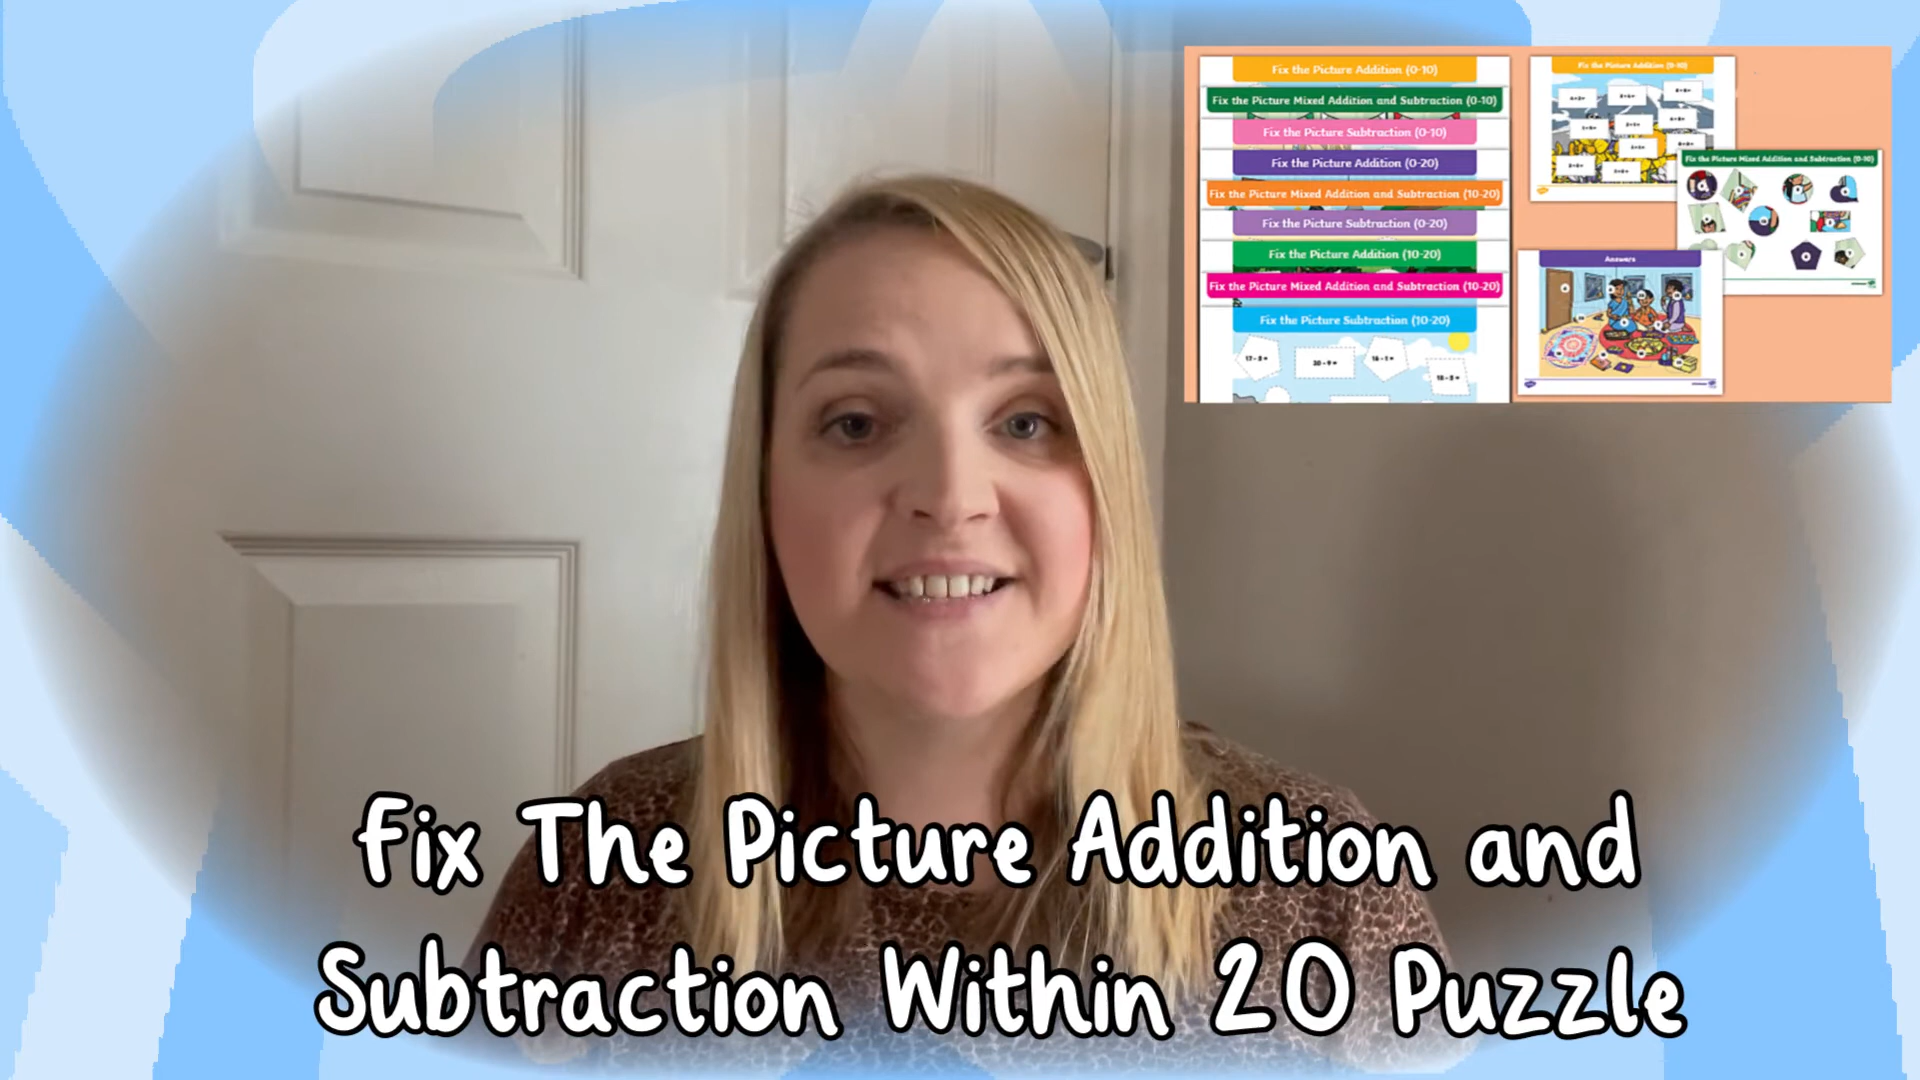 Fix the Picture Addition (0-10)
Fix the Picture Mixed Addition and Subtraction (0-10)
Fix the Picture Subtraction (0-10)
Fix the Picture Addition (0-20)
Fix the Picture Mixed Addition and Subtraction (10-20)
Fix the Picture Subtraction (0-20)
Fix the Picture Addition (10-20)
Fix the Picture Mixed Addition and Subtraction (10-20)
Fix the Picture Subtraction (10-20)
20 - 9 =
Fix the Picture Addition (0-10)
Fix the Picture Mixed Addition and Subtraction (0-10)
Answers
Fix The Picture Addition and
Subtraction Within 20 Puzzle